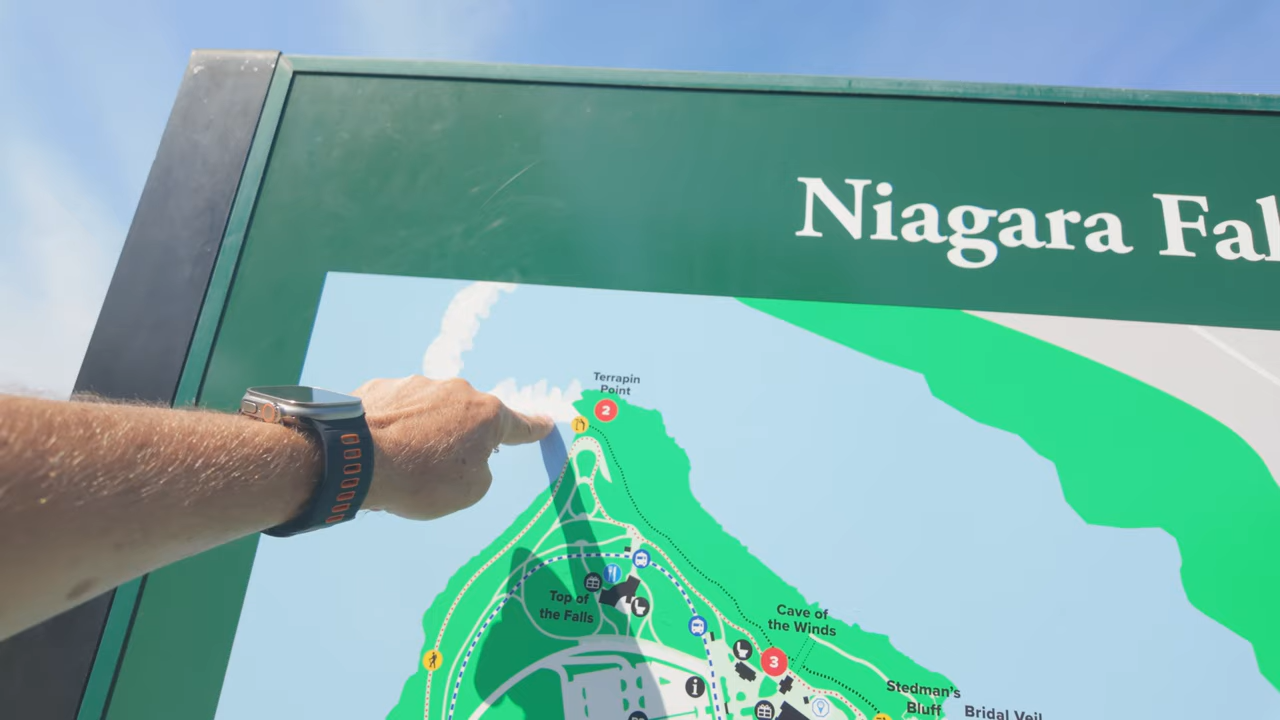 Niagara Fal
Terrapin
Point
2
Top of
the Falls
Cave of
the Winds
3
i
Stedman's
Bluff
Bridal Veil